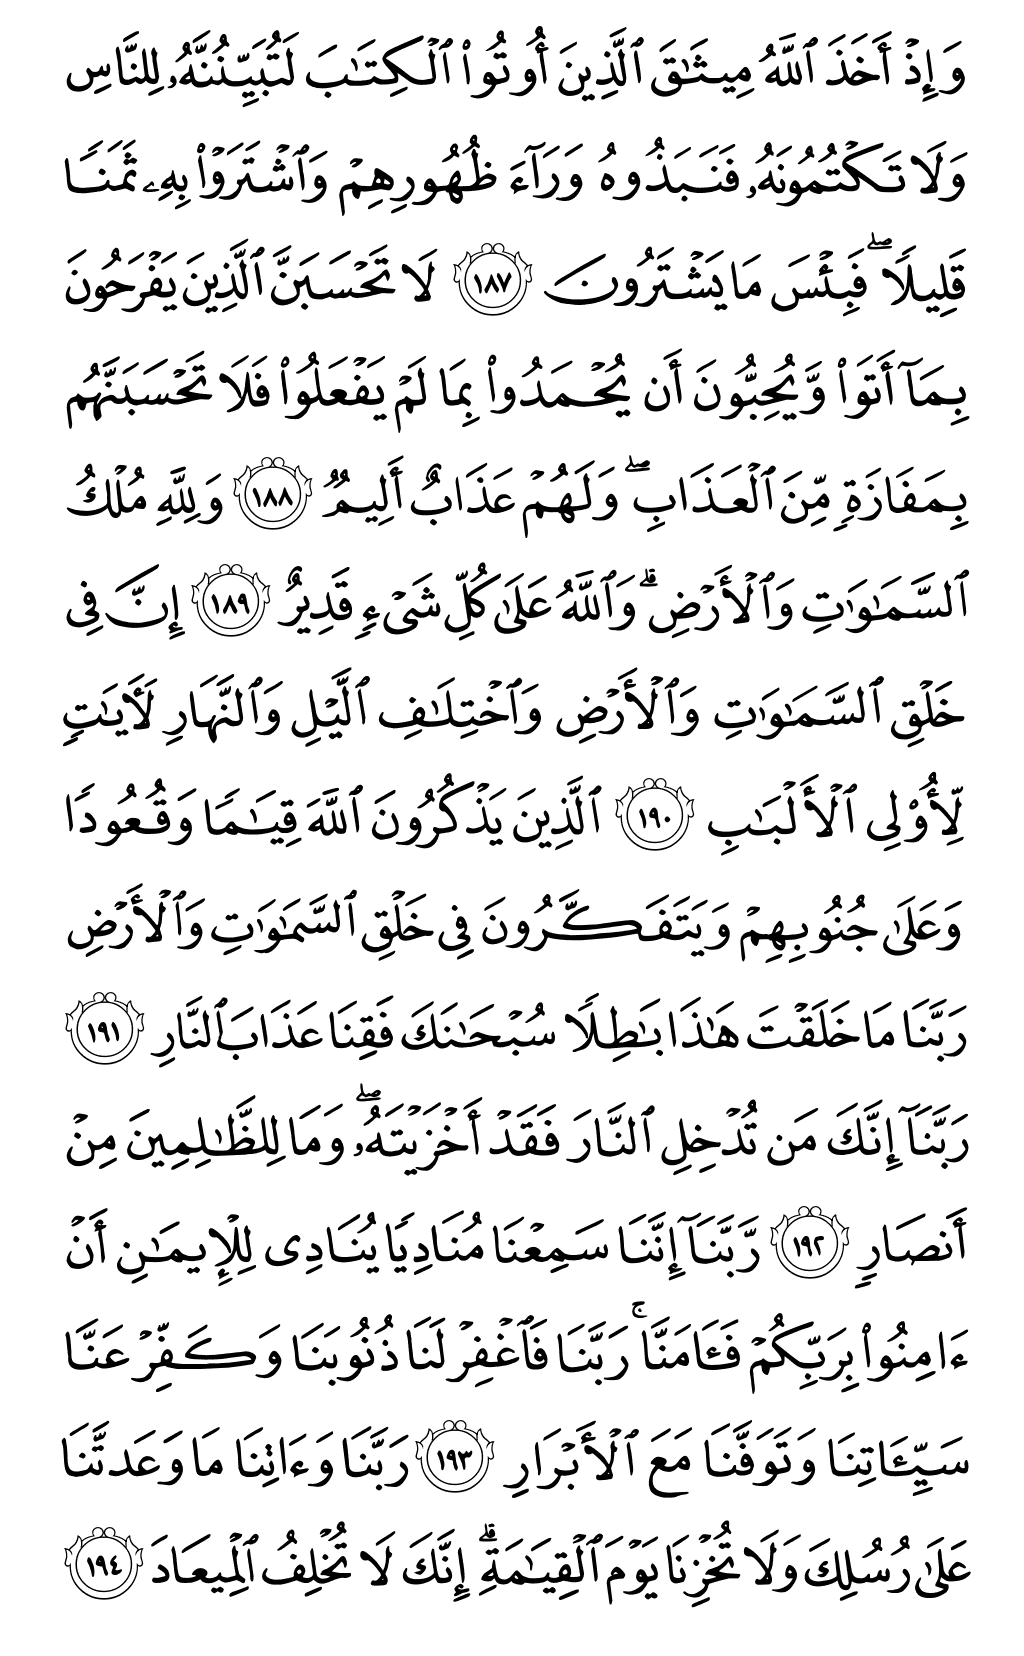 وَإِذۡ أَخَذَ ٱللَّهُ مِيثَٰقَ ٱلَّذِينَ أُوتُواْ ٱلۡكِتَٰبَ لَتُبَيِّنُنَّهُۥ لِلنَّاسِ
وَلَا تَكۡتُمُونَهُۥ فَنَبَذُوهُ وَرَآءَ ظُهُورِهِمۡ وَٱشۡتَرَوۡاْ بِهِۦ ثَمَنٗا
قَلِيلٗاۖ فَبِئۡسَ مَا يَشۡتَرُونَ ١٨٧ لَا تَحۡسَبَنَّ ٱلَّذِينَ يَفۡرَحُونَ
بِمَآ أَتَواْ وَّيُحِبُّونَ أَن يُحۡمَدُواْ بِمَا لَمۡ يَفۡعَلُواْ فَلَا تَحۡسَبَنَّهُم
بِمَفَازَةٖ مِّنَ ٱلۡعَذَابِۖ وَلَهُمۡ عَذَابٌ أَلِيمٞ ١٨٨ وَلِلَّهِ مُلۡكُ
ٱلسَّمَٰوَٰتِ وَٱلۡأَرۡضِۗ وَٱللَّهُ عَلَىٰ كُلِّ شَيۡءٖ قَدِيرٌ ١٨٩ إِنَّ فِي
خَلۡقِ ٱلسَّمَٰوَٰتِ وَٱلۡأَرۡضِ وَٱخۡتِلَٰفِ ٱلَّيۡلِ وَٱلنَّهَارِ لَأٓيَٰتٖ
لِّأُوْلِي ٱلۡأَلۡبَٰبِ ١٩٠ ٱلَّذِينَ يَذۡكُرُونَ ٱللَّهَ قِيَٰمٗا وَقُعُودٗا
وَعَلَىٰ جُنُوبِهِمۡ وَيَتَفَكَّرُونَ فِي خَلۡقِ ٱلسَّمَٰوَٰتِ وَٱلۡأَرۡضِ
رَبَّنَا مَا خَلَقۡتَ هَٰذَا بَٰطِلٗا سُبۡحَٰنَكَ فَقِنَا عَذَابَ ٱلنَّارِ ١٩١
رَبَّنَآ إِنَّكَ مَن تُدۡخِلِ ٱلنَّارَ فَقَدۡ أَخۡزَيۡتَهُۥۖ وَمَا لِلظَّٰلِمِينَ مِنۡ
أَنصَارٖ ١٩٢ رَّبَّنَآ إِنَّنَا سَمِعۡنَا مُنَادِيٗا يُنَادِي لِلۡإِيمَٰنِ أَنۡ
ءَامِنُواْ بِرَبِّكُمۡ فَـَٔامَنَّاۚ رَبَّنَا فَٱغۡفِرۡ لَنَا ذُنُوبَنَا وَكَفِّرۡ عَنَّا
سَيِّـَٔاتِنَا وَتَوَفَّنَا مَعَ ٱلۡأَبۡرَارِ ١٩٣ رَبَّنَا وَءَاتِنَا مَا وَعَدتَّنَا
عَلَىٰ رُسُلِكَ وَلَا تُخۡزِنَا يَوۡمَ ٱلۡقِيَٰمَةِۗ إِنَّكَ لَا تُخۡلِفُ ٱلۡمِيعَادَ ١٩٤